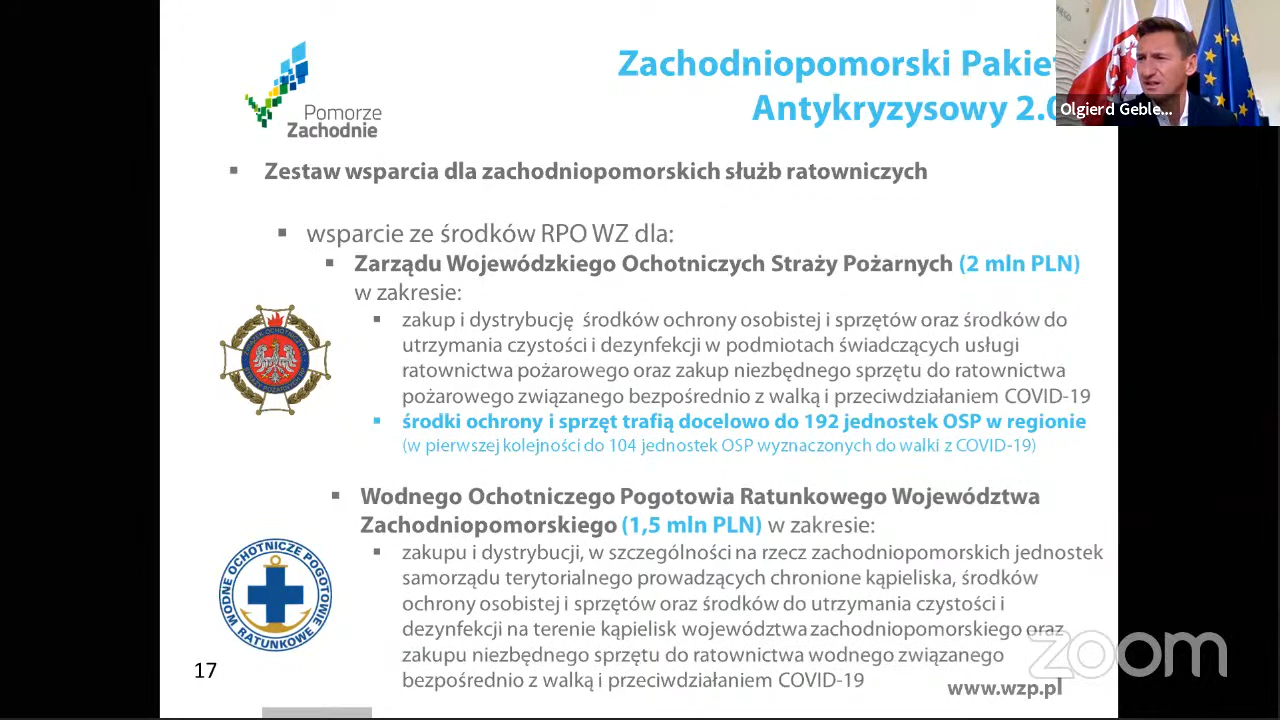 Pomorze
Zachodnie
Zachodniopomorski Pakiet
Antykryzysowy 2.0
Olgierd Geble...
▪ Zestaw wsparcia dla zachodniopomorskich służb ratowniczych
▪ wsparcie ze środków RPO WZ dla:
▪ Zarządu Wojewódzkiego Ochotniczych Straży Pożarnych (2 mln PLN)
w zakresie:
▪ zakup i dystrybucję środków ochrony osobistej i sprzętów oraz środków do
utrzymania czystości i dezynfekcji w podmiotach świadczących usługi
ratownictwa pożarowego oraz zakup niezbędnego sprzętu do ratownictwa
pożarowego związanego bezpośrednio z walką i przeciwdziałaniem COVID-19
▪ środki ochrony i sprzęt trafią docelowo do 192 jednostek OSP w regionie
(w pierwszej kolejności do 104 jednostek OSP wyznaczonych do walki z COVID-19)
▪ Wodnego Ochotniczego Pogotowia Ratunkowego Województwa
Zachodniopomorskiego (1,5 mln PLN) w zakresie:
▪ zakupu i dystrybucji, w szczególności na rzecz zachodniopomorskich jednostek
samorządu terytorialnego prowadzących chronione kąpieliska, środków
ochrony osobistej i sprzętów oraz środków do utrzymania czystości i
dezynfekcji na terenie kąpielisk województwa zachodniopomorskiego oraz
zakupu niezbędnego sprzętu do ratownictwa wodnego związanego
bezpośrednio z walką i przeciwdziałaniem COVID-19
WODNE OCHOTNICZE POGOTOWIE
RATUNKOWE
17
www.wzp.pl
zoom